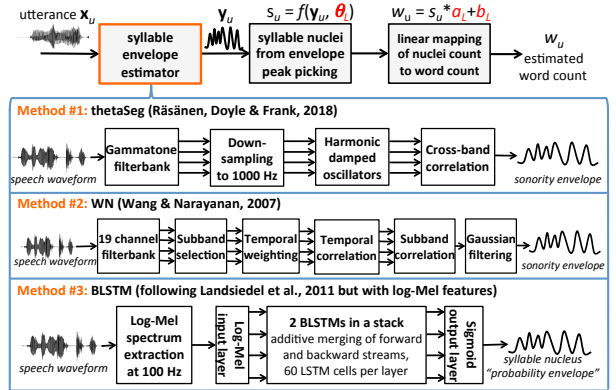 utterance x_u
y_u
s_u = f(y_u, θ_L)
w_u = s_u*a_L+b_L
syllable
envelope
estimator
syllable nuclei
from envelope
peak picking
linear mapping
of nuclei count
to word count
w_u
estimated
word count
Method #1: thetaSeg (Räsänen, Doyle & Frank, 2018)
speech waveform
Gammatone
filterbank
Down-
sampling
to 1000 Hz
Harmonic
damped
oscillators
Cross-band
correlation
sonority envelope
Method #2: WN (Wang & Narayanan, 2007)
speech waveform
19 channel
filterbank
Subband
selection
Temporal
weighting
Temporal
correlation
Subband
correlation
Gaussian
filtering
sonority envelope
Method #3: BLSTM (following Landsiedel et al., 2011 but with log-Mel features)
speech waveform
Log-Mel
spectrum
extraction
at 100 Hz
Log-Mel
input layer
2 BLSTMs in a stack
additive merging of forward
and backward streams,
60 LSTM cells per layer
Sigmoid
output layer
syllable nucleus
“probability envelope”